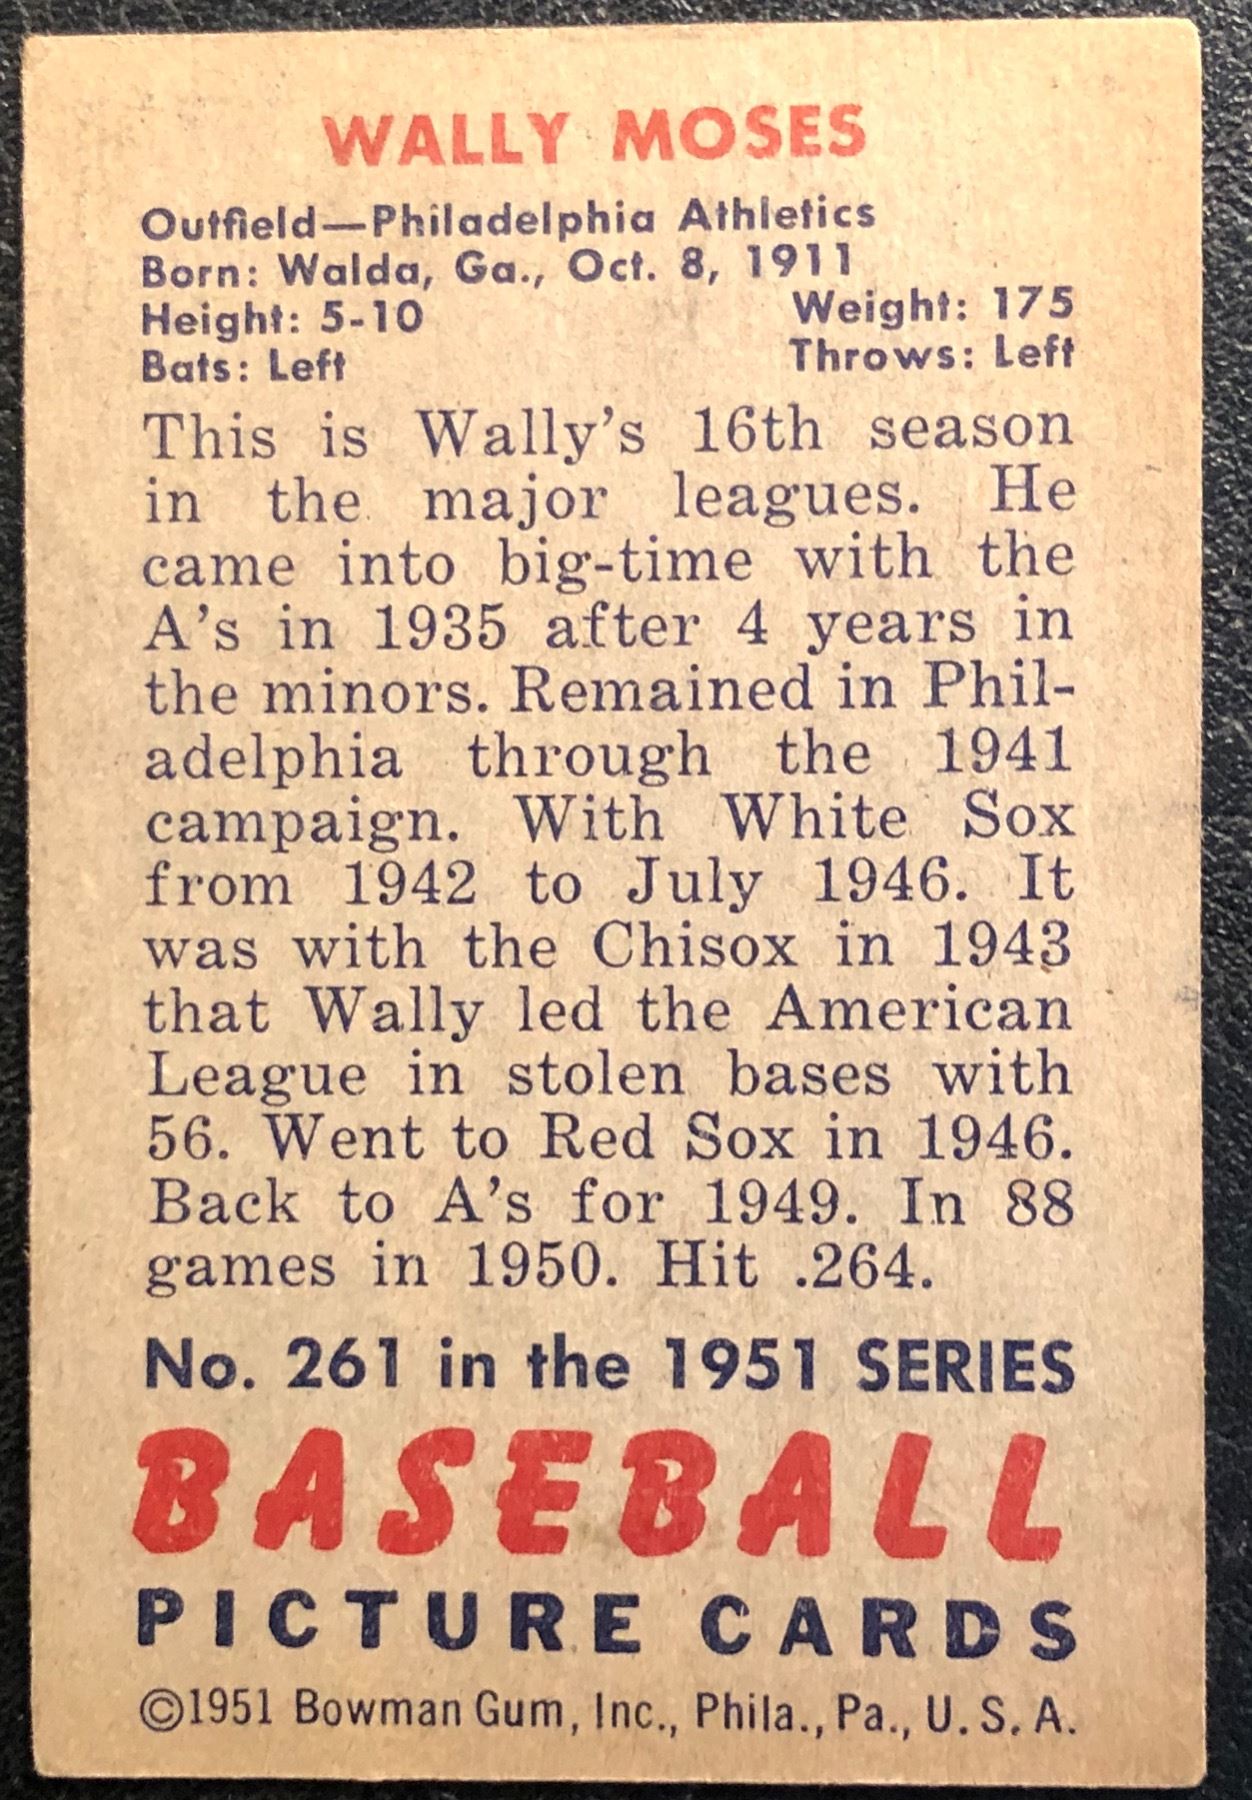 WALLY MOSES
Outfield—Philadelphia Athletics
Born: Walda, Ga., Oct. 8, 1911
Height: 5-10 Weight: 175
Bats: Left Throws: Left
This is Wally's 16th season
in the major leagues. He
came into big-time with the
A's in 1935 after 4 years in
the minors. Remained in Phil-
adelphia through the 1941
campaign. With White Sox
from 1942 to July 1946. It
was with the Chisox in 1943
that Wally led the American
League in stolen bases with
56. Went to Red Sox in 1946.
Back to A's for 1949. In 88
games in 1950. Hit .264.
No. 261 in the 1951 SERIES
BASEBALL
PICTURE CARDS
©1951 Bowman Gum, Inc., Phila., Pa., U. S. A.